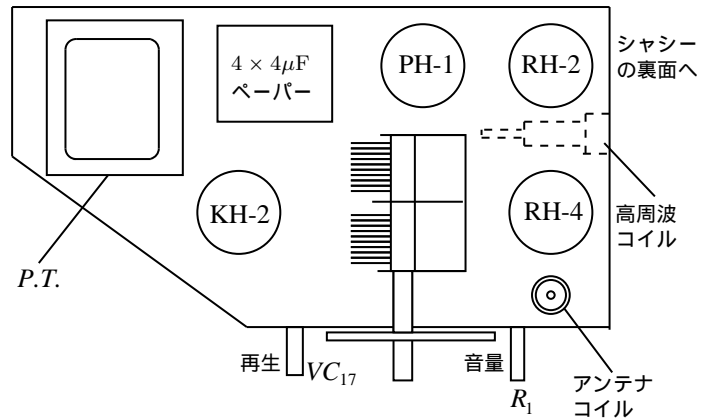 4 × 4μF
ペーパー
PH-1
RH-2
シャシー
の裏面へ
KH-2
RH-4
高周波
コイル
P.T.
再生
VC₁₇
音量
R₁
アンテナ
コイル